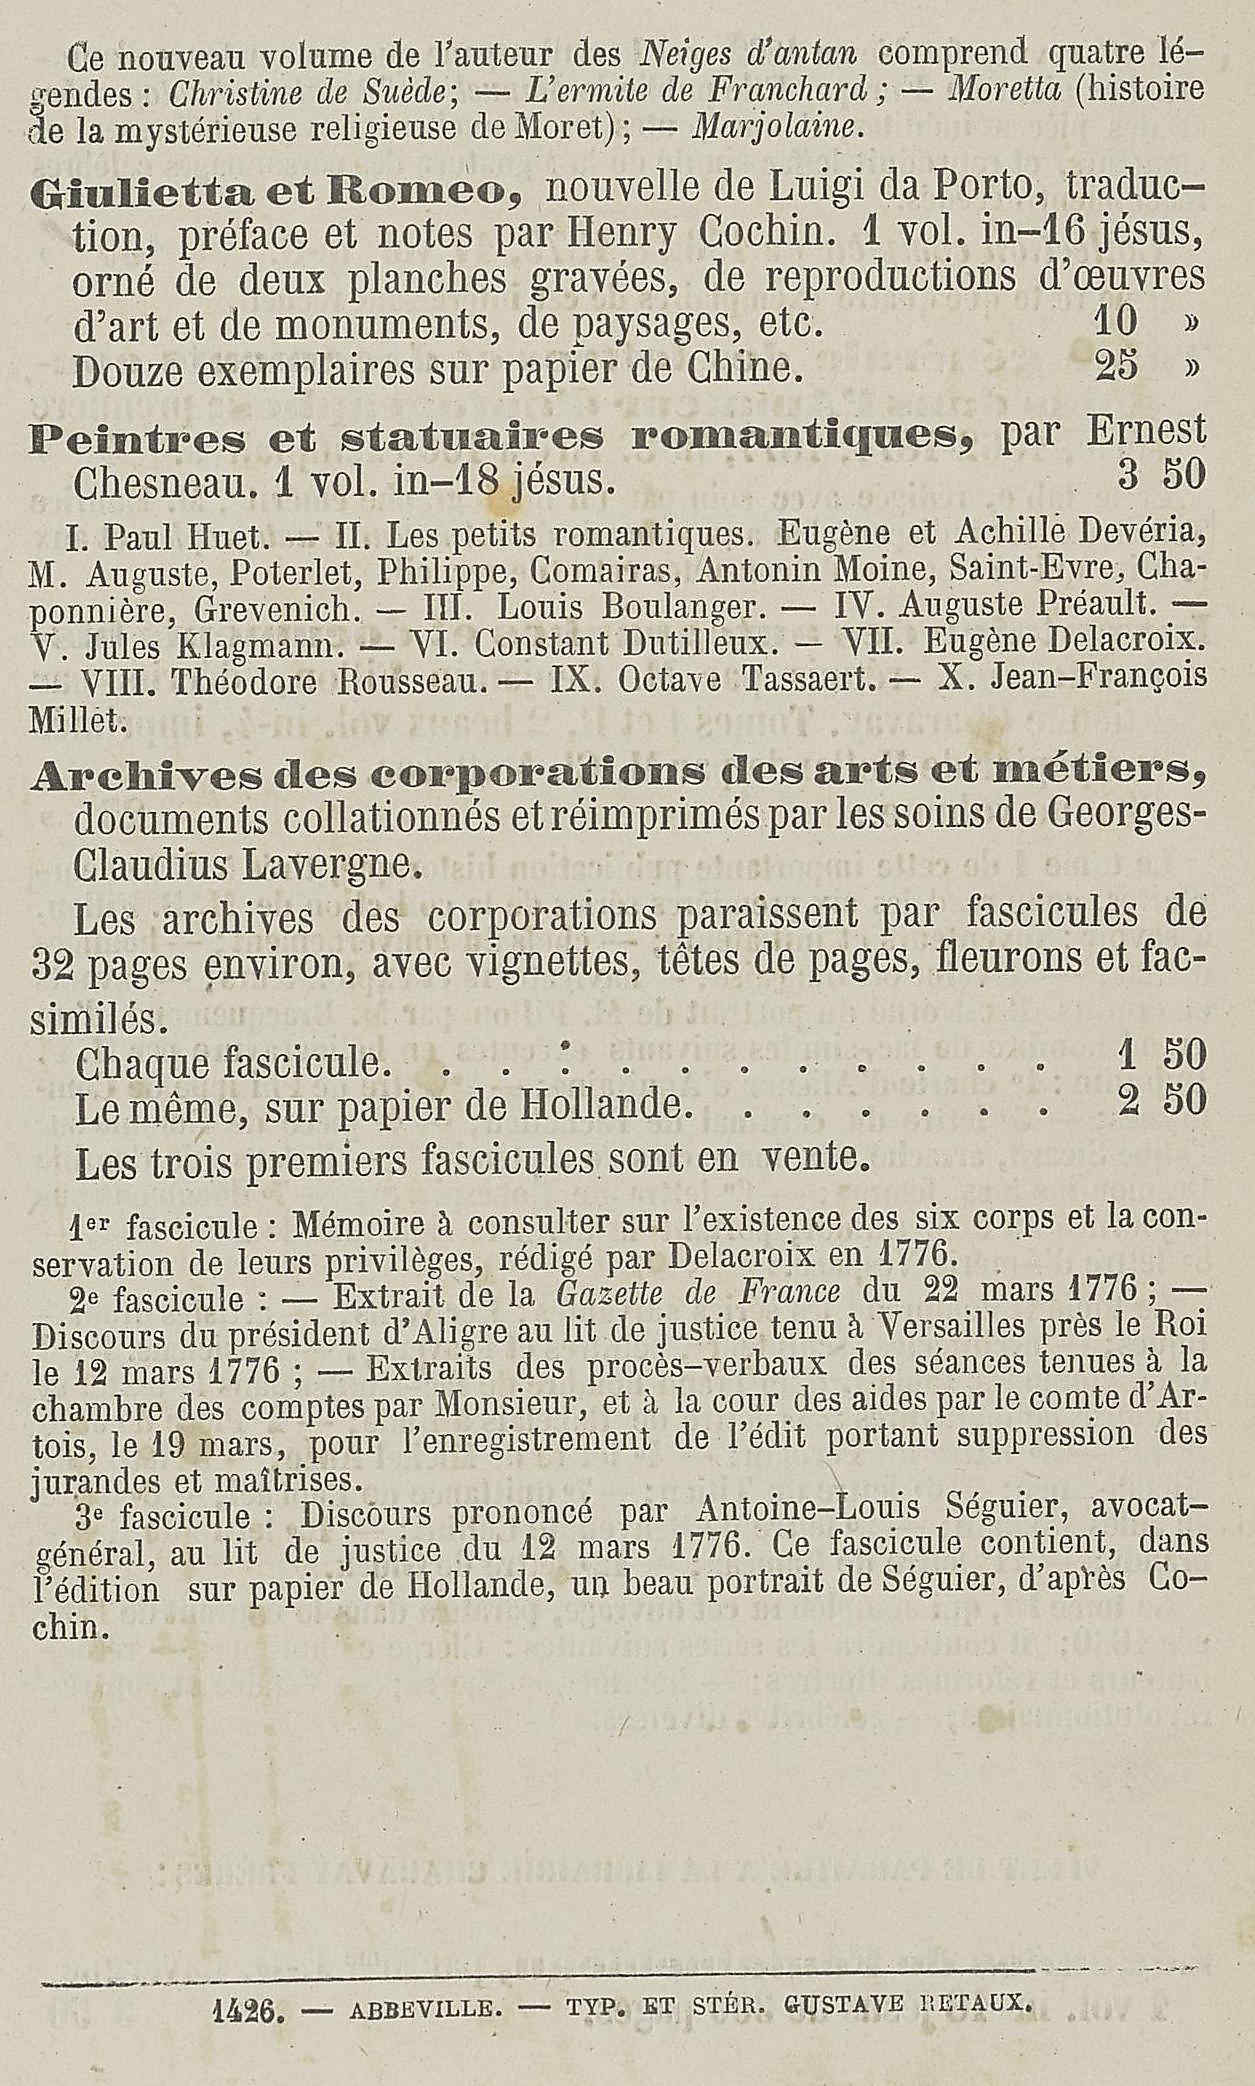 Ce nouveau volume de l'auteur des Neiges d'antan comprend quatre lé-
gendes : Christine de Suède; — L'ermite de Franchard ; — Moretta (histoire
de la mystérieuse religieuse de Moret) ; — Marjolaine.
Giulietta et Romeo, nouvelle de Luigi da Porto, traduc-
tion, préface et notes par Henry Cochin. 1 vol. in-16 jésus,
orné de deux planches gravées, de reproductions d'œuvres
d'art et de monuments, de paysages, etc. 10 »
Douze exemplaires sur papier de Chine. 25 »
Peintres et statuaires romantiques, par Ernest
Chesneau. 1 vol. in-18 jésus. 3 50
I. Paul Huet. — II. Les petits romantiques. Eugène et Achille Devéria,
M. Auguste, Poterlet, Philippe, Comairas, Antonin Moine, Saint-Evre, Cha-
ponnière, Grevenich. — III. Louis Boulanger. — IV. Auguste Préault. —
V. Jules Klagmann. — VI. Constant Dutilleux. — VII. Eugène Delacroix.
— VIII. Théodore Rousseau. — IX. Octave Tassaert. — X. Jean-François
Millet.
Archives des corporations des arts et métiers,
documents collationnés et réimprimés par les soins de Georges-
Claudius Lavergne.
Les archives des corporations paraissent par fascicules de
32 pages environ, avec vignettes, têtes de pages, fleurons et fac-
similés.
Chaque fascicule. . . . . . . . . . . . 1 50
Le même, sur papier de Hollande. . . . . . . 2 50
Les trois premiers fascicules sont en vente.
1er fascicule : Mémoire à consulter sur l'existence des six corps et la con-
servation de leurs privilèges, rédigé par Delacroix en 1776.
2e fascicule : — Extrait de la Gazette de France du 22 mars 1776 ; —
Discours du président d'Aligre au lit de justice tenu à Versailles près le Roi
le 12 mars 1776 ; — Extraits des procès-verbaux des séances tenues à la
chambre des comptes par Monsieur, et à la cour des aides par le comte d'Ar-
tois, le 19 mars, pour l'enregistrement de l'édit portant suppression des
jurandes et maîtrises.
3e fascicule : Discours prononcé par Antoine-Louis Séguier, avocat-
général, au lit de justice du 12 mars 1776. Ce fascicule contient, dans
l'édition sur papier de Hollande, un beau portrait de Séguier, d'après Co-
chin.
1426. — ABBEVILLE. — TYP. ET STÉR. GUSTAVE RETAUX.